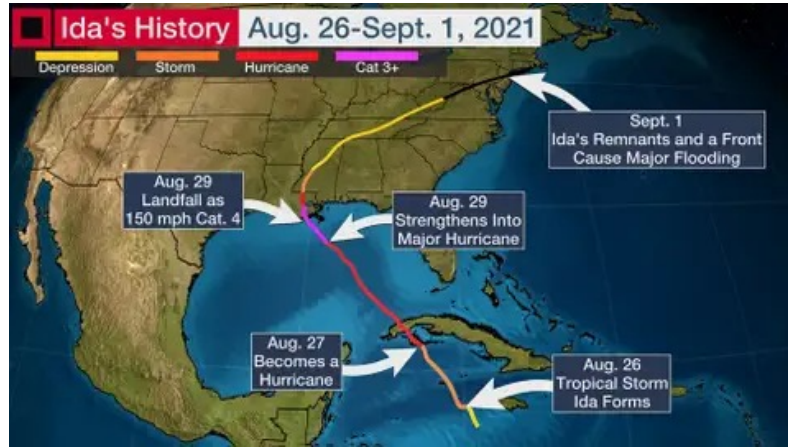 Ida's History Aug. 26-Sept. 1, 2021
Depression Storm Hurricane Cat 3+
Sept. 1
Ida's Remnants and a Front
Cause Major Flooding
Aug. 29
Landfall as
150 mph Cat. 4
Aug. 29
Strengthens Into
Major Hurricane
Aug. 27
Becomes a
Hurricane
Aug. 26
Tropical Storm
Ida Forms